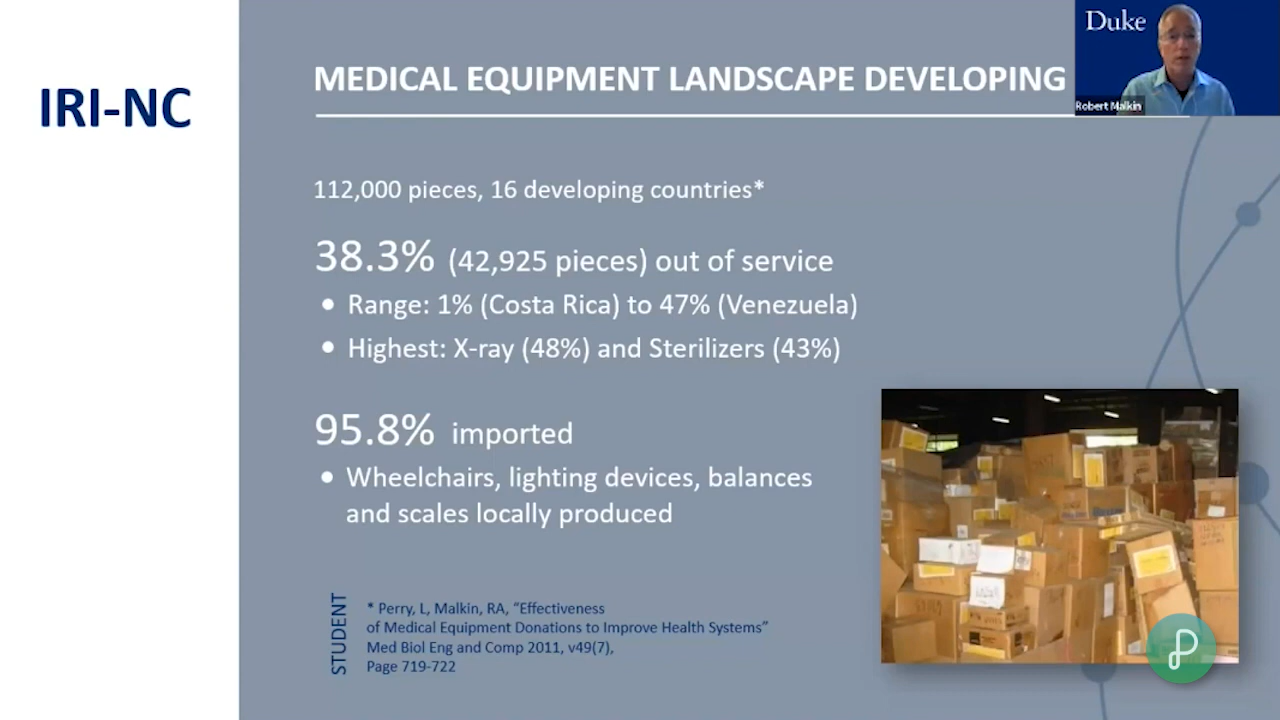 IRI-NC
MEDICAL EQUIPMENT LANDSCAPE DEVELOPING
Duke
Robert Malkin
112,000 pieces, 16 developing countries*
38.3% (42,925 pieces) out of service
• Range: 1% (Costa Rica) to 47% (Venezuela)
• Highest: X-ray (48%) and Sterilizers (43%)
95.8% imported
• Wheelchairs, lighting devices, balances
and scales locally produced
STUDENT
* Perry, L, Malkin, RA, “Effectiveness
of Medical Equipment Donations to Improve Health Systems”
Med Biol Eng and Comp 2011, v49(7),
Page 719-722